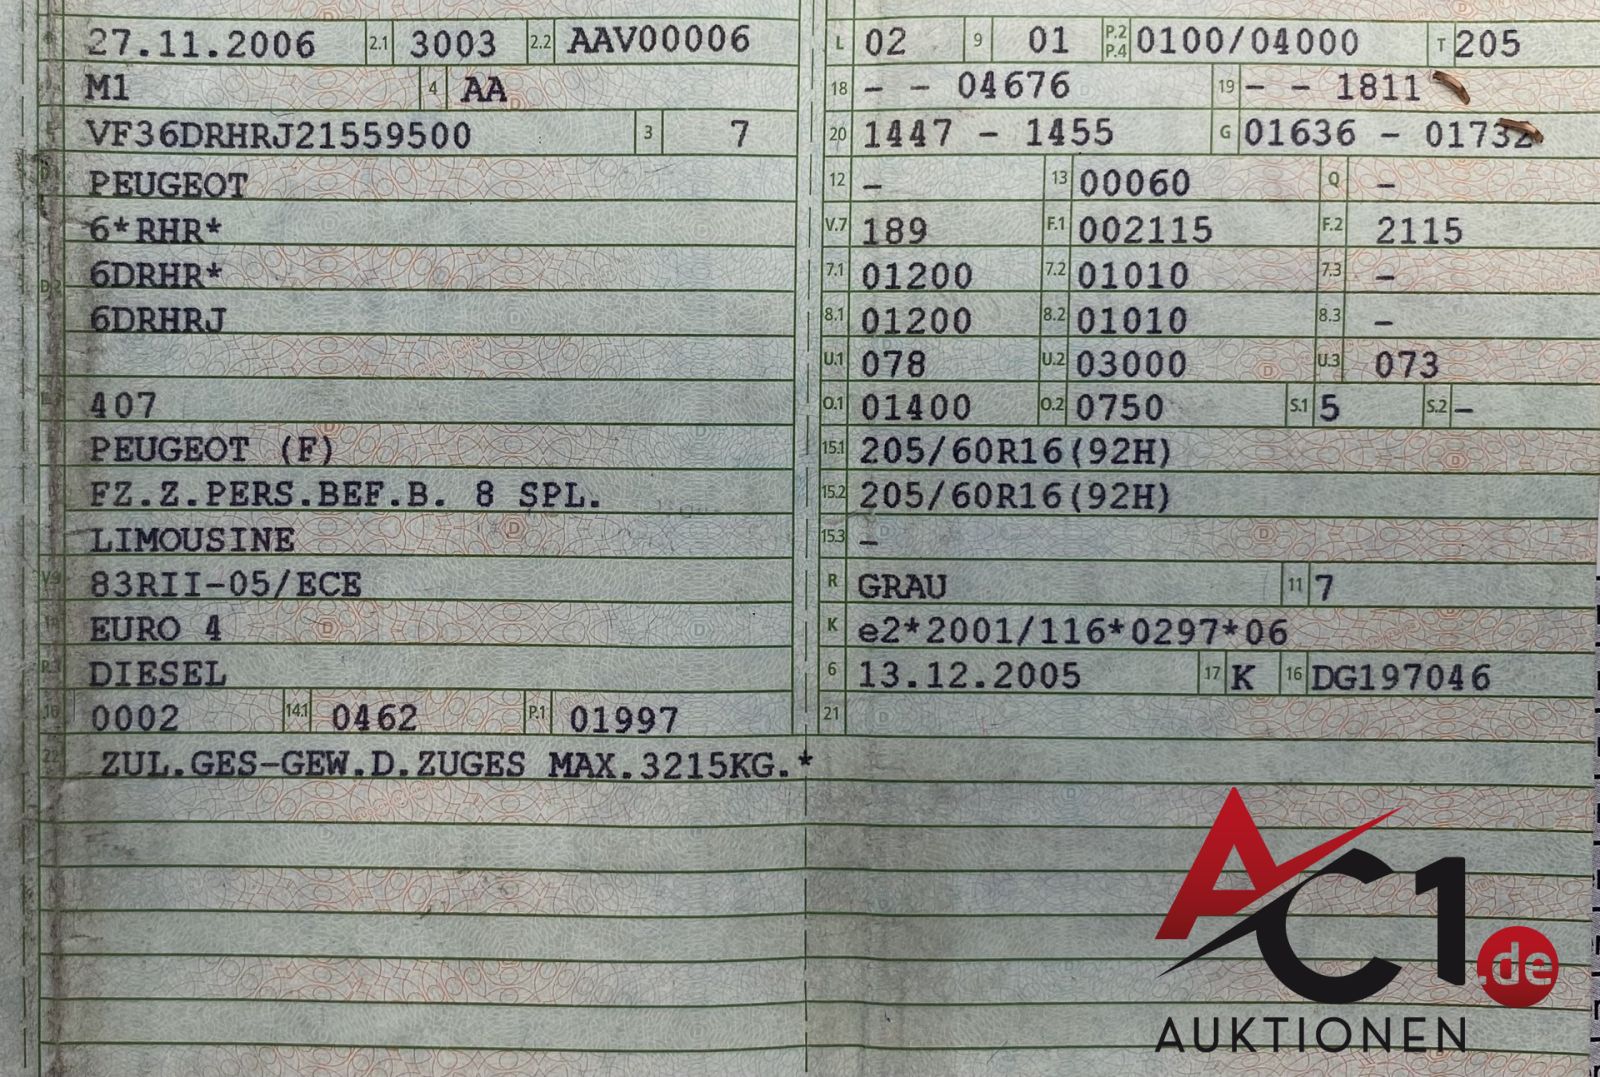 27.11.2006 2.1 3003 2.2 AAV00006
M1 4 AA
VF36DRHRJ21559500 3 7
PEUGEOT
6*RHR*
D.2 6DRHR*
6DRHRJ
407
PEUGEOT (F)
FZ.Z.PERS.BEF.B. 8 SPL.
LIMOUSINE
V.9 83RII-05/ECE
14 EURO 4
P.3 DIESEL
10 0002 14.1 0462 P.1 01997
22 ZUL.GES-GEW.D.ZUGES MAX.3215KG.*
L 02 9 01 P.2 P.4 0100/04000 T 205
18 - - 04676 19 - - 1811
20 1447 - 1455 G 01636 - 01732
12 - 13 00060 Q -
V.7 189 F.1 002115 F.2 2115
7.1 01200 7.2 01010 7.3 -
8.1 01200 8.2 01010 8.3 -
U.1 078 U.2 03000 U.3 073
O.1 01400 O.2 0750 S.1 5 S.2 -
15.1 205/60R16(92H)
15.2 205/60R16(92H)
15.3 -
R GRAU 11 7
K e2*2001/116*0297*06
6 13.12.2005 17 K 16 DG197046
21
AC1.de
AUKTIONEN